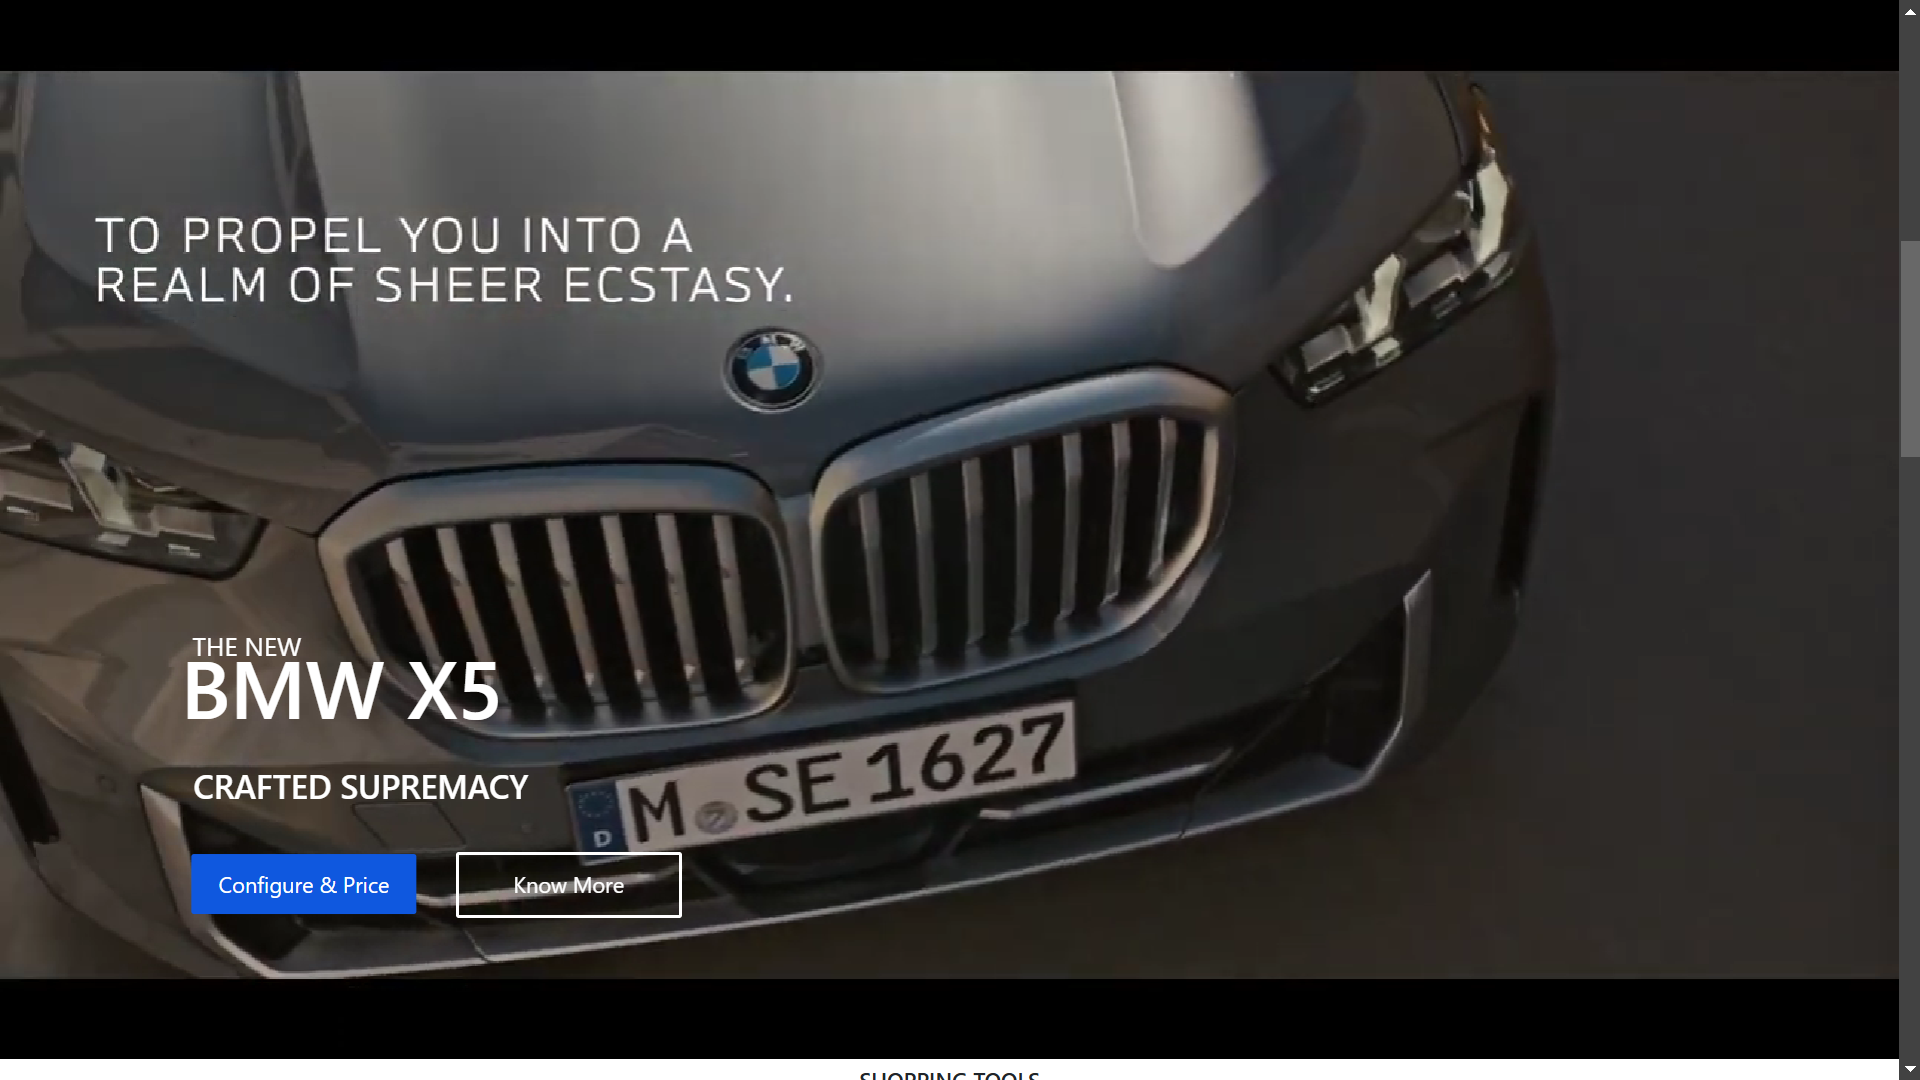 TO PROPEL YOU INTO A
REALM OF SHEER ECSTASY.
BMW
THE NEW
BMW X5
CRAFTED SUPREMACY
D M SE 1627
Configure & Price
Know More
SHOPPING TOOLS